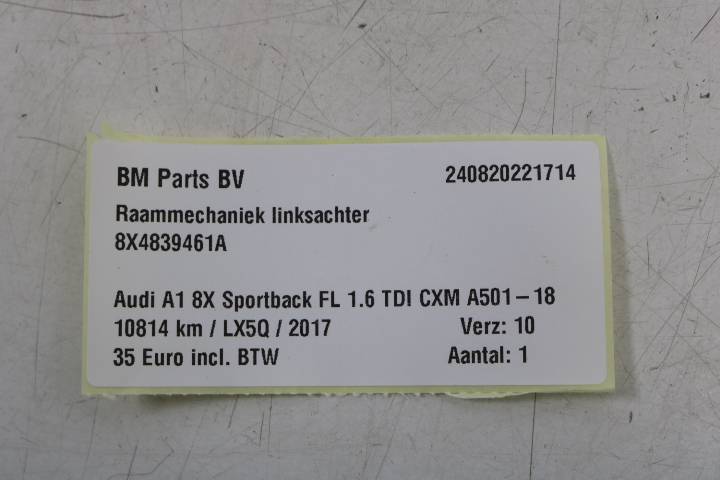 BM Parts BV 240820221714
Raammechaniek linksachter
8X4839461A
Audi A1 8X Sportback FL 1.6 TDI CXM A501-18
10814 km / LX5Q / 2017 Verz: 10
35 Euro incl. BTW Aantal: 1